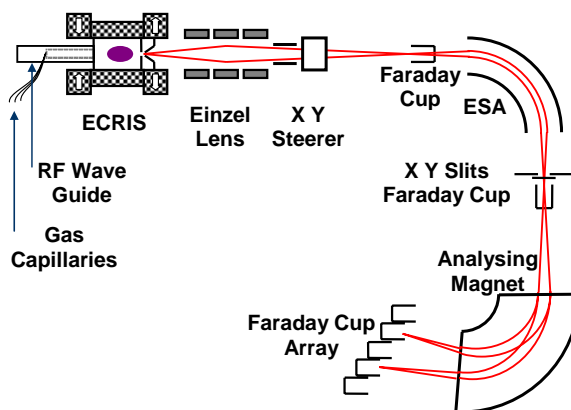 ECRIS
Einzel
Lens
X Y
Steerer
Faraday
Cup
ESA
RF Wave
Guide
Gas
Capillaries
X Y Slits
Faraday Cup
Analysing
Magnet
Faraday Cup
Array